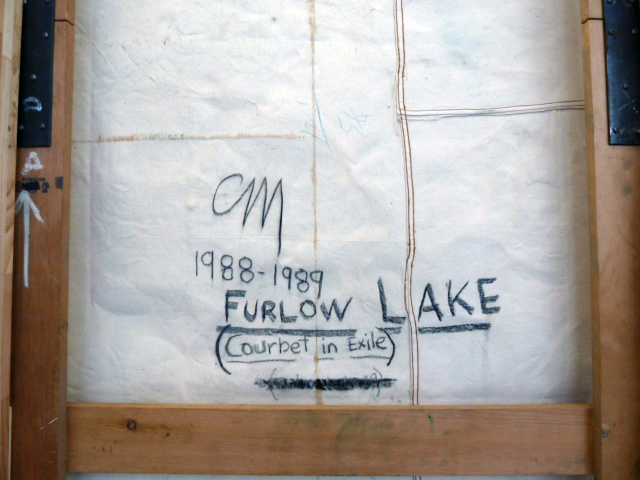 A
CM
1988-1989
FURLOW LAKE
(Courbet in Exile)